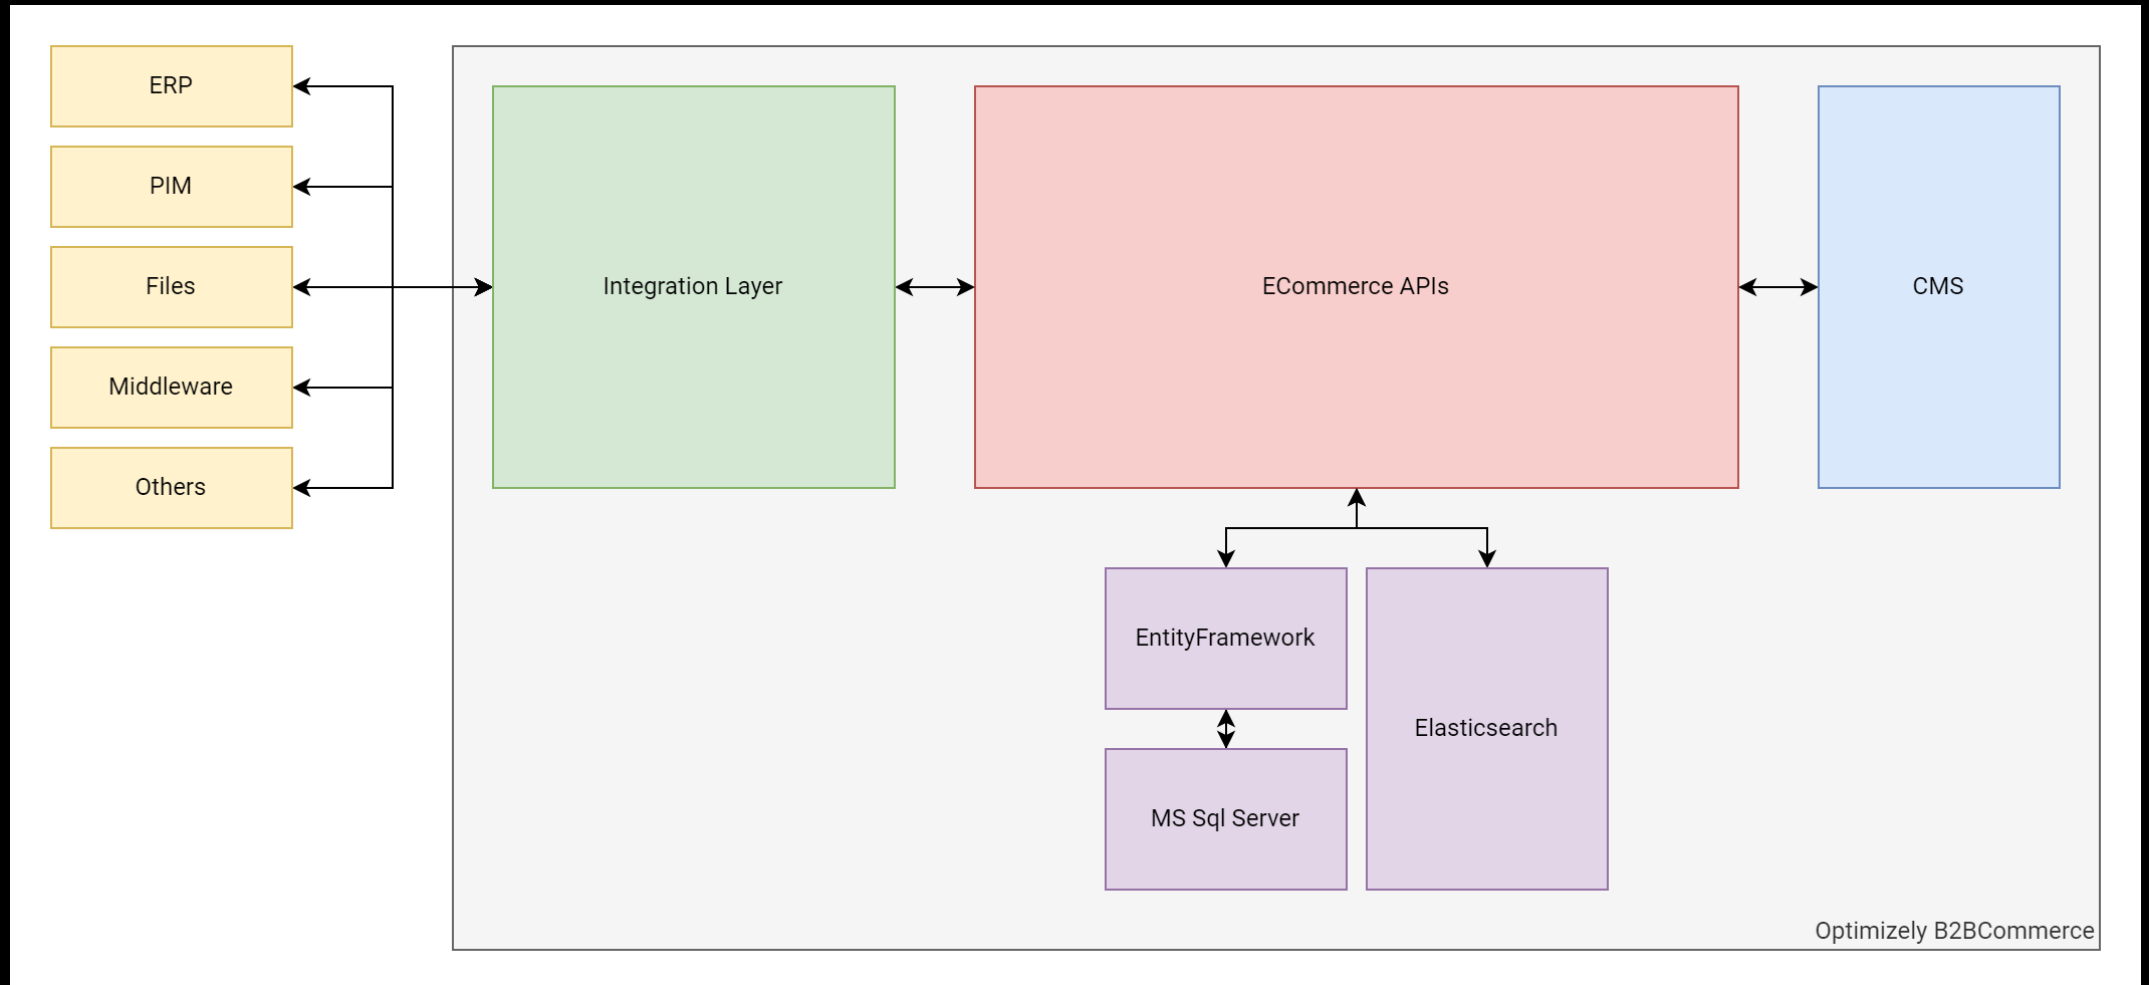 ERP
PIM
Files
Middleware
Others
Integration Layer
ECommerce APIs
CMS
EntityFramework
MS Sql Server
Elasticsearch
Optimizely B2BCommerce